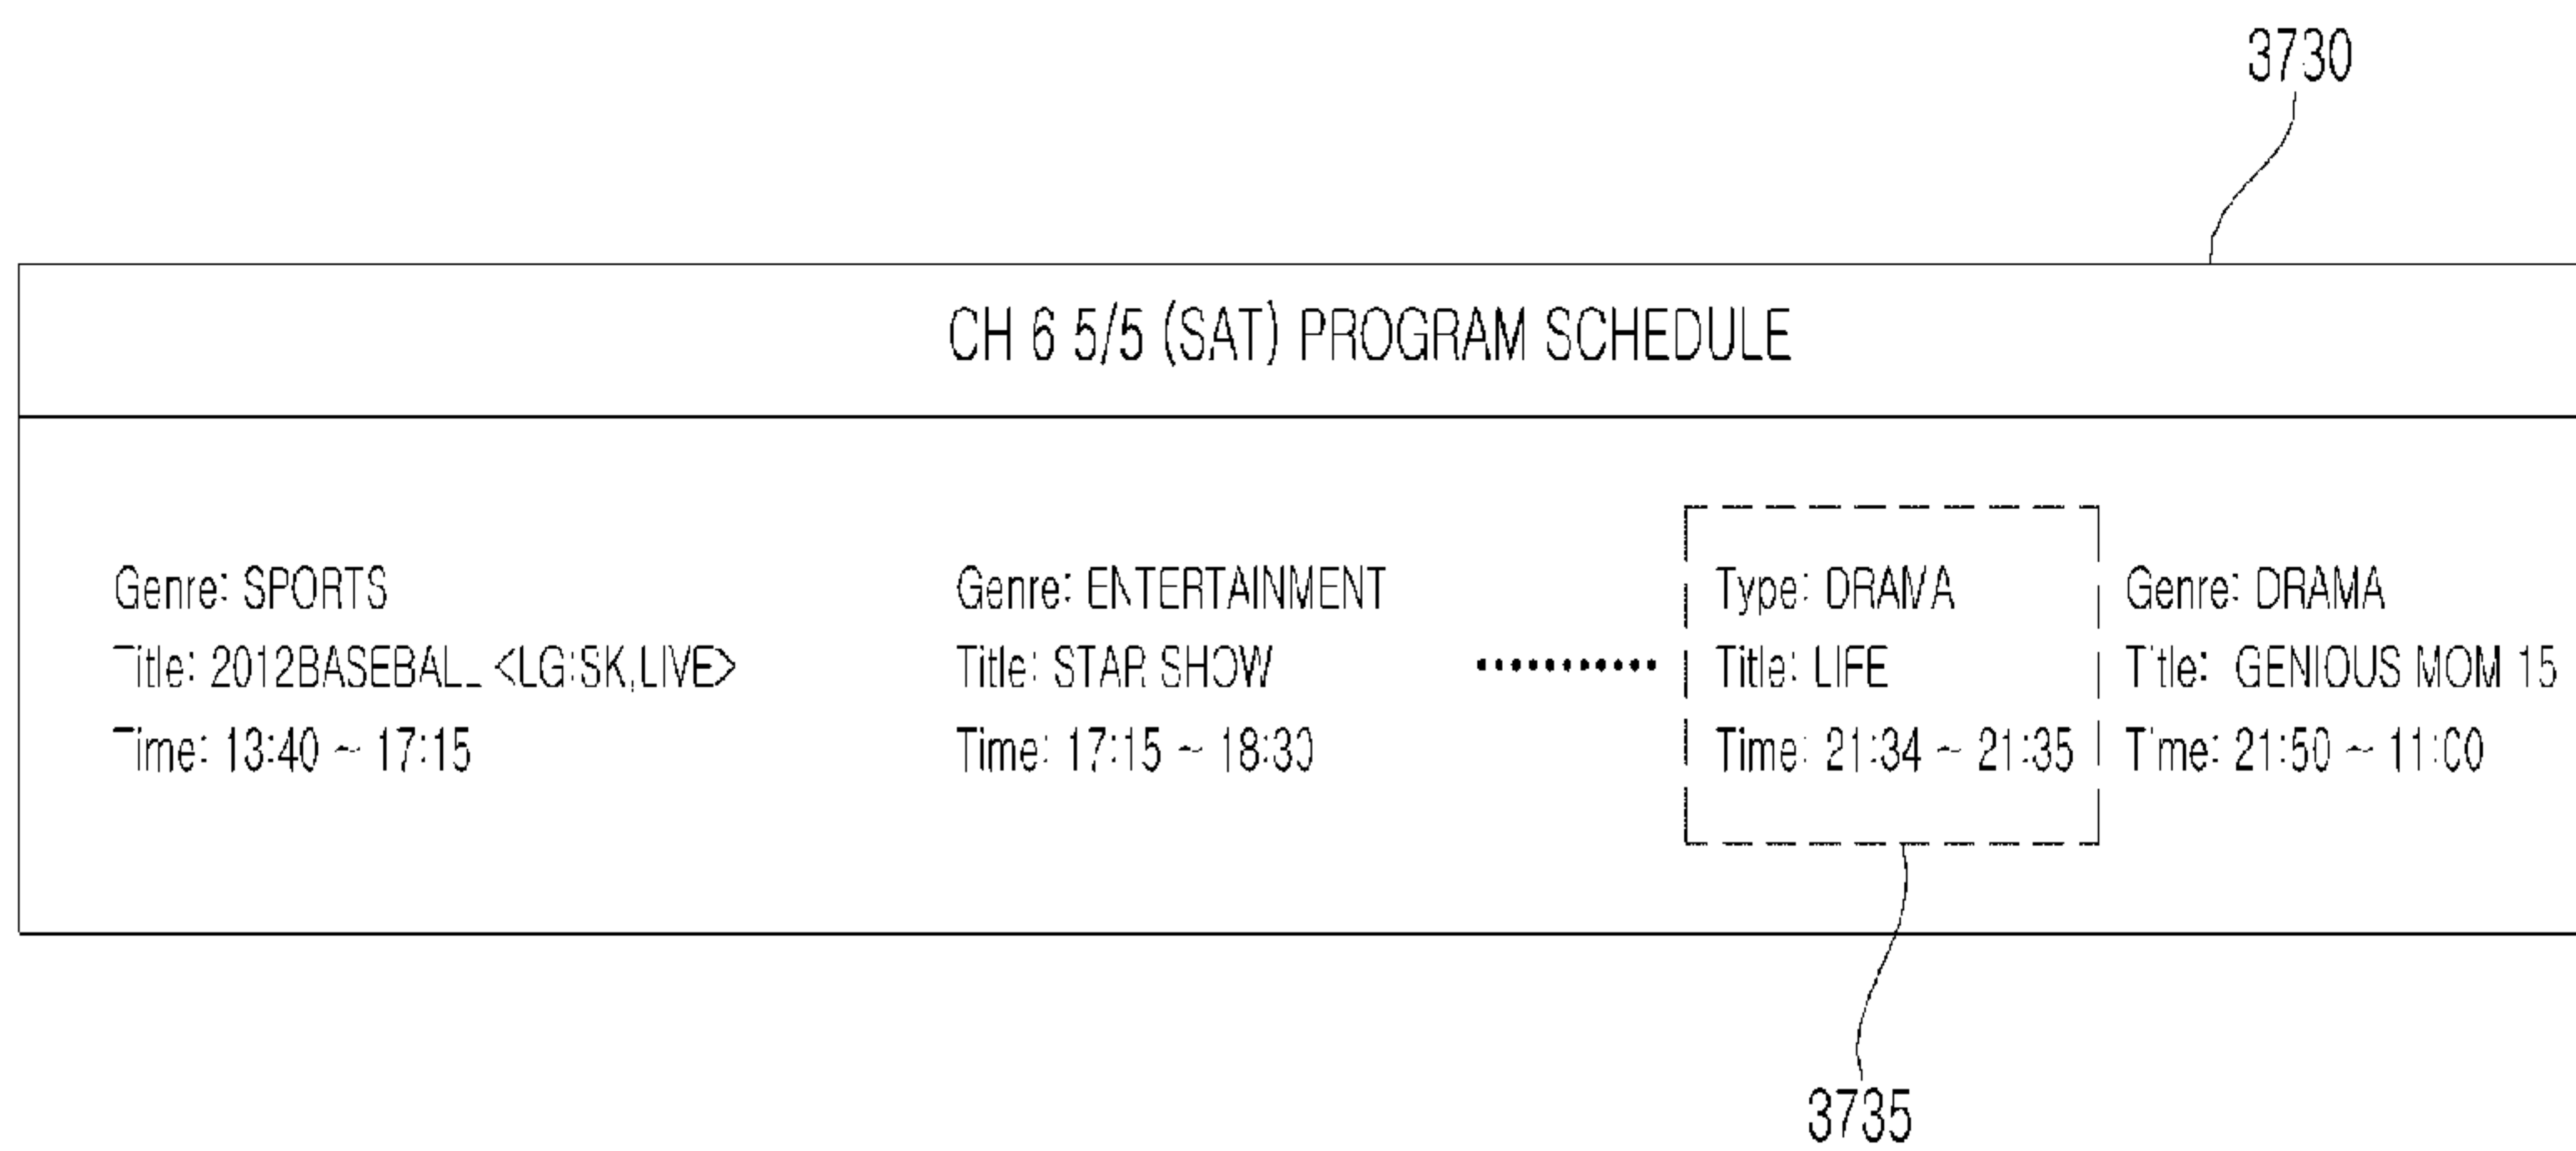 3730
CH 6 5/5 (SAT) PROGRAM SCHEDULE
Genre: SPORTS
Title: 2012BASEBALL <LG:SK,LIVE>
Time: 13:40 ~ 17:15
Genre: ENTERTAINMENT
Title: STAR SHOW
Time: 17:15 ~ 18:30
...........
Type: DRAMA
Title: LIFE
Time: 21:34 ~ 21:35
Genre: DRAMA
Title: GENIOUS MOM 15
Time: 21:50 ~ 11:00
3735